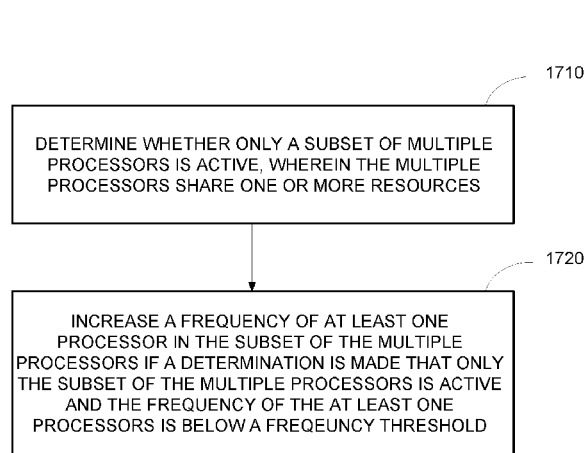 1710
DETERMINE WHETHER ONLY A SUBSET OF MULTIPLE
PROCESSORS IS ACTIVE, WHEREIN THE MULTIPLE
PROCESSORS SHARE ONE OR MORE RESOURCES
1720
INCREASE A FREQUENCY OF AT LEAST ONE
PROCESSOR IN THE SUBSET OF THE MULTIPLE
PROCESSORS IF A DETERMINATION IS MADE THAT ONLY
THE SUBSET OF THE MULTIPLE PROCESSORS IS ACTIVE
AND THE FREQUENCY OF THE AT LEAST ONE
PROCESSORS IS BELOW A FREQEUNCY THRESHOLD